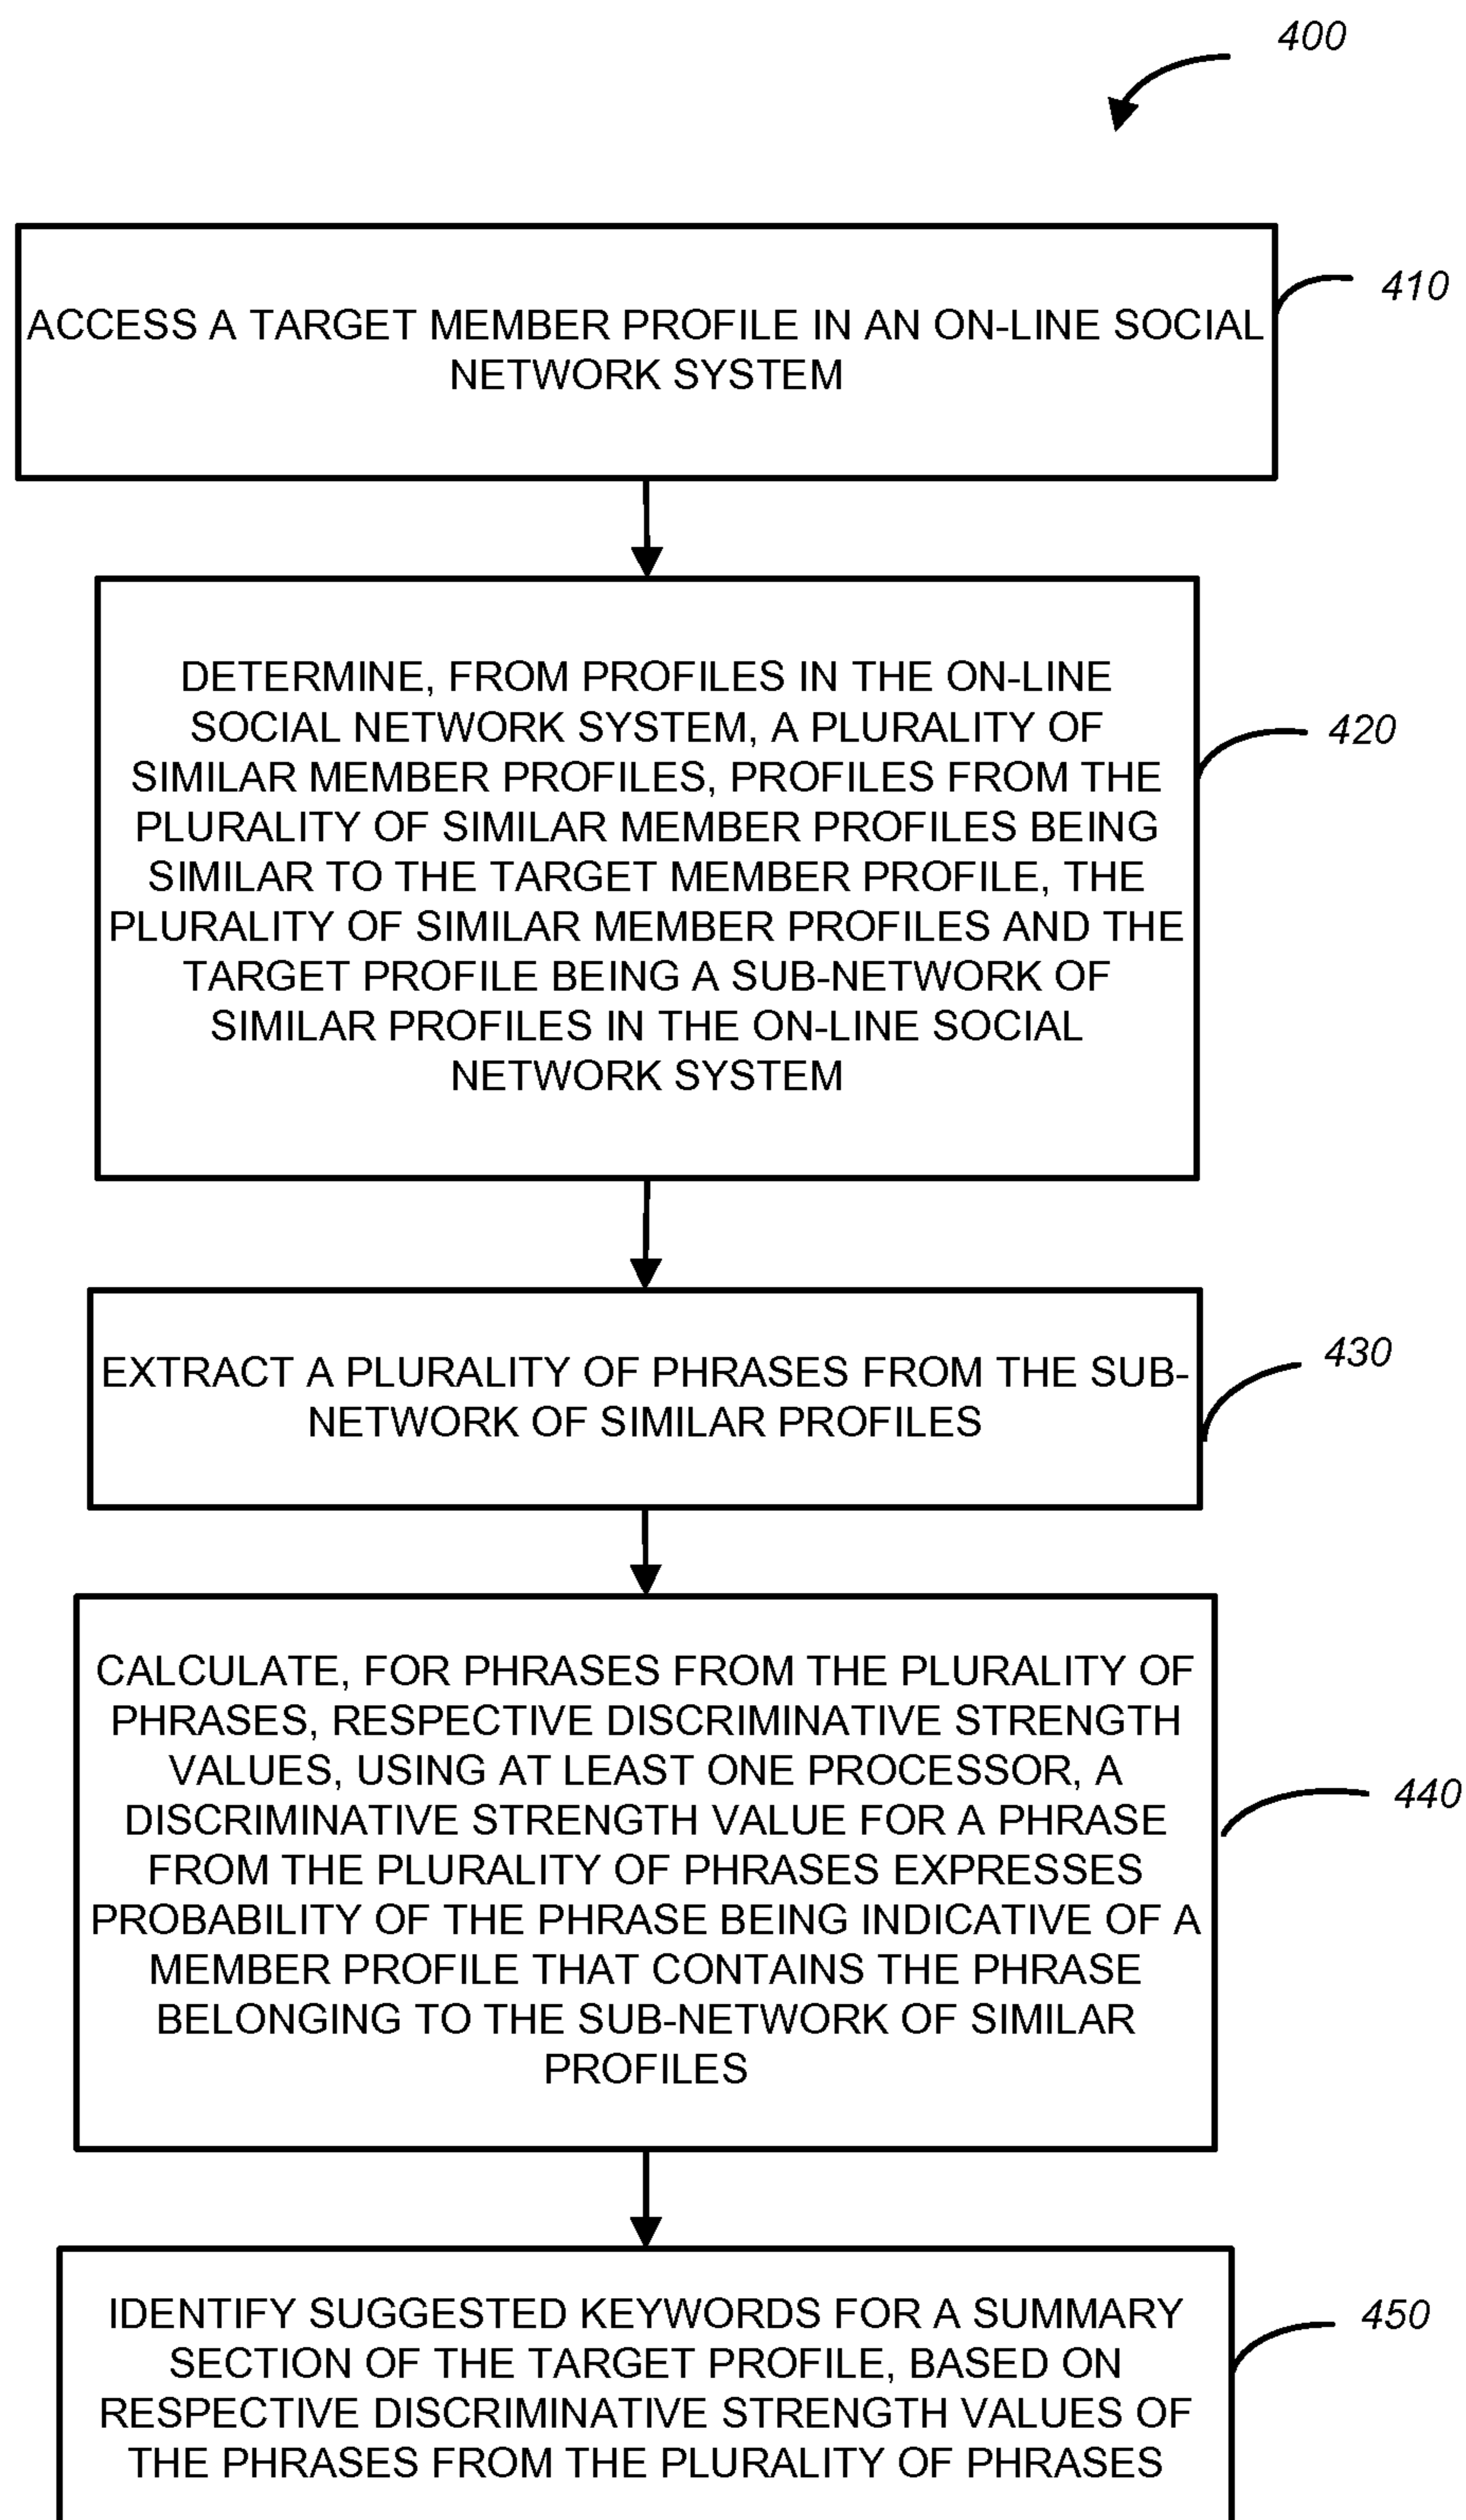 400
ACCESS A TARGET MEMBER PROFILE IN AN ON-LINE SOCIAL
NETWORK SYSTEM
410
DETERMINE, FROM PROFILES IN THE ON-LINE
SOCIAL NETWORK SYSTEM, A PLURALITY OF
SIMILAR MEMBER PROFILES, PROFILES FROM THE
PLURALITY OF SIMILAR MEMBER PROFILES BEING
SIMILAR TO THE TARGET MEMBER PROFILE, THE
PLURALITY OF SIMILAR MEMBER PROFILES AND THE
TARGET PROFILE BEING A SUB-NETWORK OF
SIMILAR PROFILES IN THE ON-LINE SOCIAL
NETWORK SYSTEM
420
EXTRACT A PLURALITY OF PHRASES FROM THE SUB-
NETWORK OF SIMILAR PROFILES
430
CALCULATE, FOR PHRASES FROM THE PLURALITY OF
PHRASES, RESPECTIVE DISCRIMINATIVE STRENGTH
VALUES, USING AT LEAST ONE PROCESSOR, A
DISCRIMINATIVE STRENGTH VALUE FOR A PHRASE
FROM THE PLURALITY OF PHRASES EXPRESSES
PROBABILITY OF THE PHRASE BEING INDICATIVE OF A
MEMBER PROFILE THAT CONTAINS THE PHRASE
BELONGING TO THE SUB-NETWORK OF SIMILAR
PROFILES
440
IDENTIFY SUGGESTED KEYWORDS FOR A SUMMARY
SECTION OF THE TARGET PROFILE, BASED ON
RESPECTIVE DISCRIMINATIVE STRENGTH VALUES OF
THE PHRASES FROM THE PLURALITY OF PHRASES
450